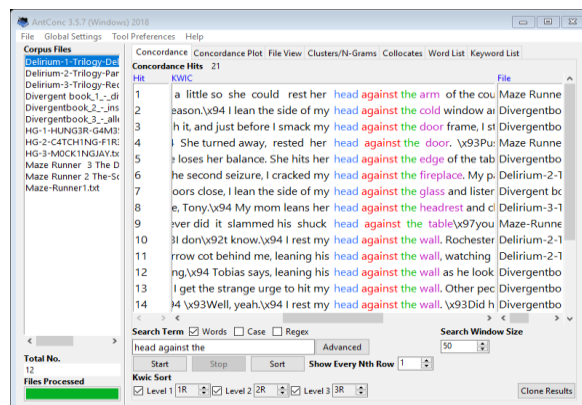 AntConc 3.5.7 (Windows) 2018
File Global Settings Tool Preferences Help
Corpus Files
Delirium-1-Trilogy-Del
Delirium-2-Trilogy-Par
Delirium-3-Trilogy-Rec
Divergent book_1_-_di
Divergentbook_2_-_ins
Divergentbook_3_-_alle
HG-1-HUNG3R-G4M3S
HG-2-C4TCH1NG-F1R3
HG-3-M0CK1NGJAY.tx
Maze Runner 3 The D
Maze Runner 2 The-Sc
Maze-Runner1.txt
Total No.
12
Files Processed
Concordance Concordance Plot File View Clusters/N-Grams Collocates Word List Keyword List
Concordance Hits 21
Hit KWIC File
1 a little so she could rest her head against the arm of the cou Maze Runne
2 eason.\x94 I lean the side of my head against the cold window ar Divergentbo
3 h it, and just before I smack my head against the door frame, I st Divergentbo
4 She turned away, rested her head against the door. \x93Pus Maze Runne
5 e loses her balance. She hits her head against the edge of the tab Divergentbo
6 he second seizure, I cracked my head against the fireplace. My pa Delirium-2-T
7 oors close, I lean the side of my head against the glass and listen Divergent bo
8 e, Tony.\x94 My mom leans her head against the headrest and cl Delirium-3-T
9 ever did it slammed his shuck head against the table\x97you Maze-Runne
10 3I don\x92t know.\x94 I rest my head against the wall. Rochester Delirium-2-T
11 rrow cot behind me, leaning his head against the wall, watching Delirium-1-T
12 ng,\x94 Tobias says, leaning his head against the wall as he look Divergentbo
13 I get the strange urge to hit my head against the wall. Other pec Divergentbo
14 94 \x93Well, yeah.\x94 I rest my head against the wall. \x93Did h Divergentbo
Search Term Words Case Regex Search Window Size
head against the Advanced 50
Start Stop Sort Show Every Nth Row 1
Kwic Sort
Level 1 1R Level 2 2R Level 3 3R Clone Results